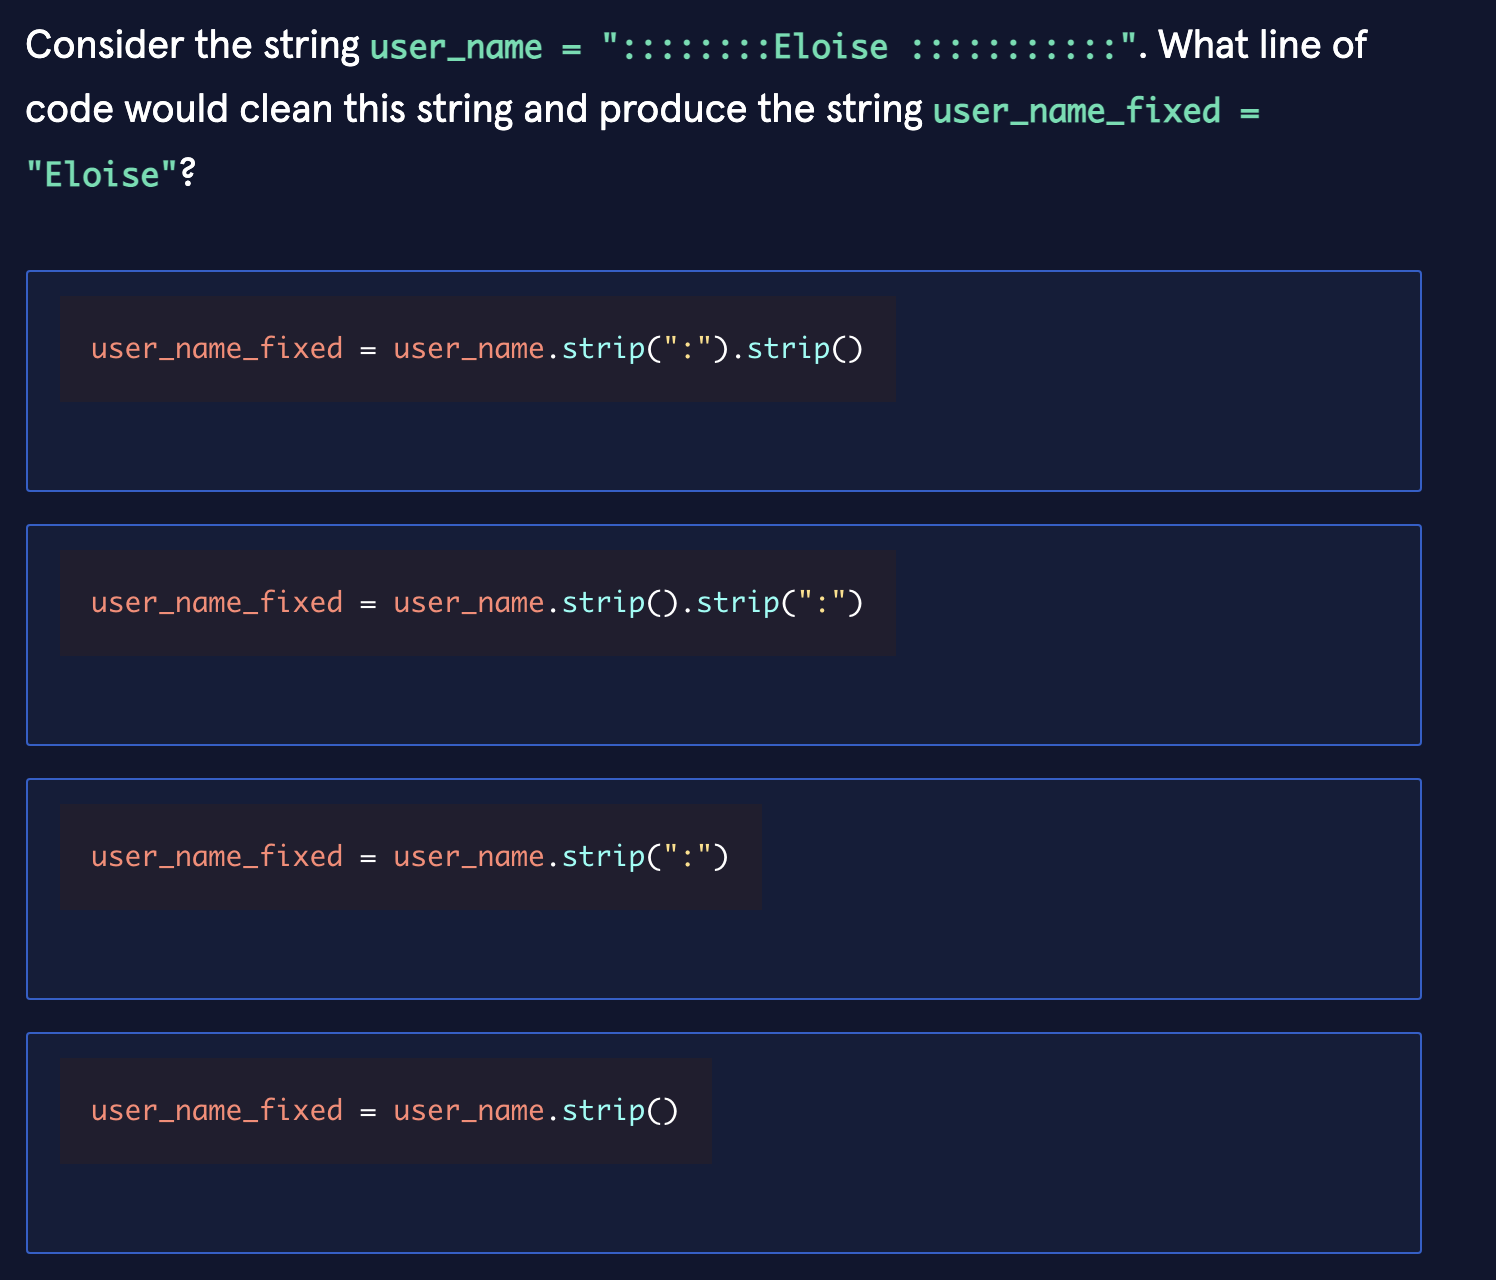 Consider the string user_name = "::::::::Eloise :::::::::::". What line of
code would clean this string and produce the string user_name_fixed =
"Eloise"?
user_name_fixed = user_name.strip(":").strip()
user_name_fixed = user_name.strip().strip(":")
user_name_fixed = user_name.strip(":")
user_name_fixed = user_name.strip()